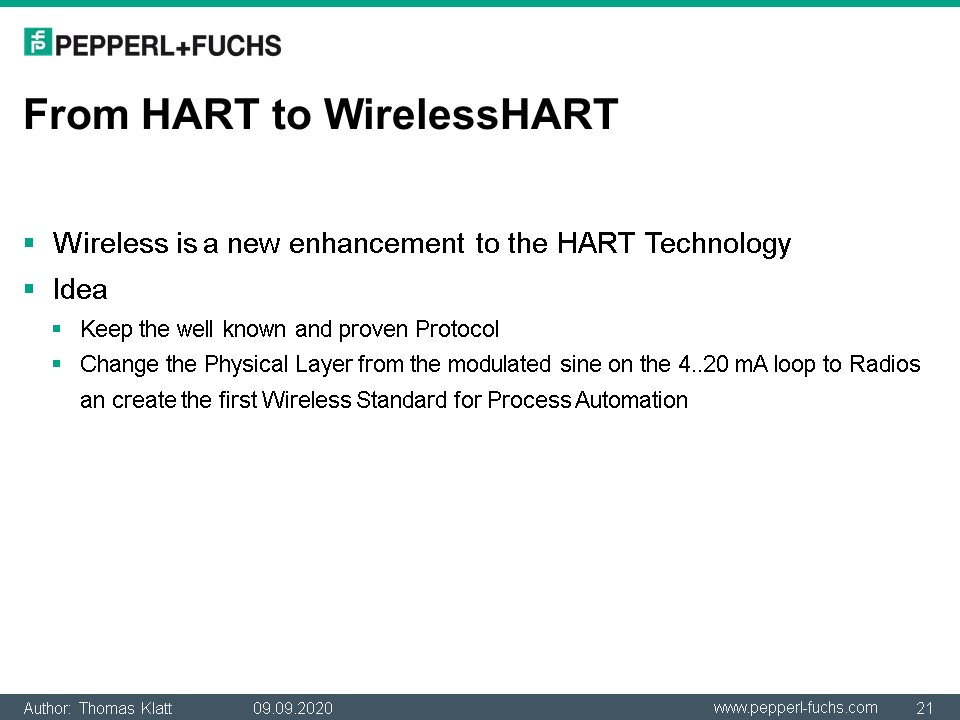 PEPPERL+FUCHS
From HART to WirelessHART
Wireless is a new enhancement to the HART Technology
Idea
Keep the well known and proven Protocol
Change the Physical Layer from the modulated sine on the 4..20 mA loop to Radios
an create the first Wireless Standard for Process Automation
Author: Thomas Klatt 09.09.2020 www.pepperl-fuchs.com 21